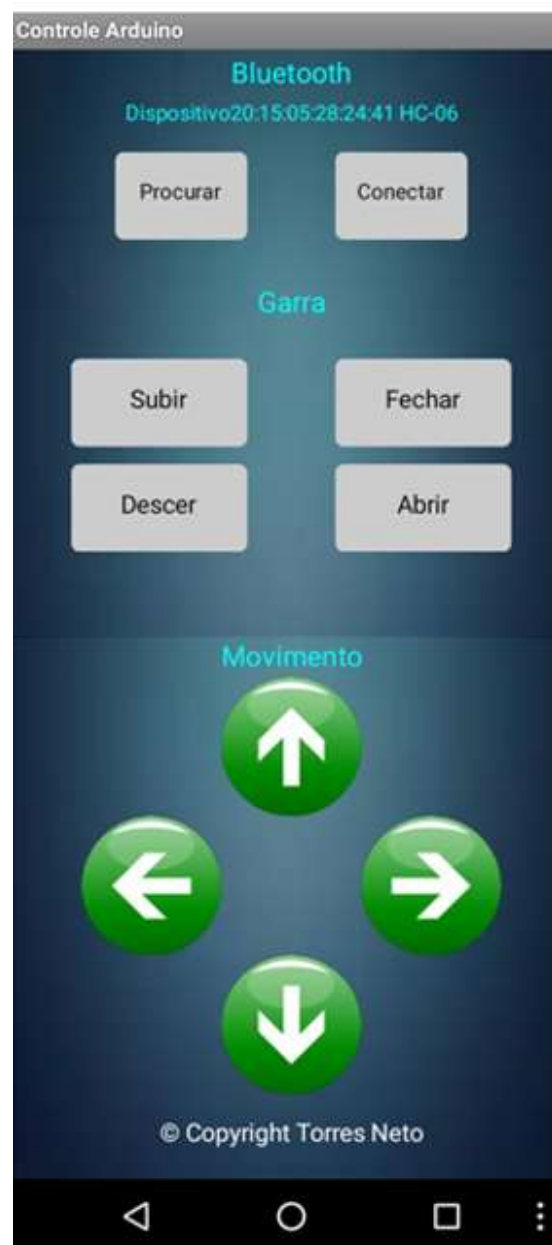 Controle Arduino
Bluetooth
Dispositivo20:15:05:28:24:41 HC-06
Procurar
Conectar
Garra
Subir
Fechar
Descer
Abrir
Movimento
© Copyright Torres Neto